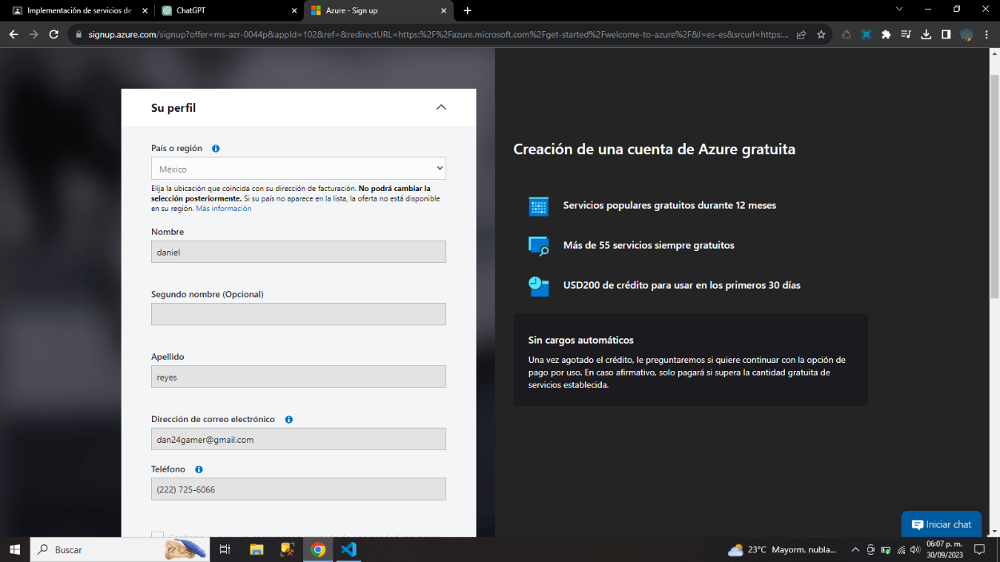 Implementación de servicios de
ChatGPT
Azure - Sign up
signup.azure.com/signup?offer=ms-azr-0044p&appId=102&ref=&redirectURL=https:%2F%2Fazure.microsoft.com%2Fget-started%2Fwelcome-to-azure%2F&l=es-es&srcurl=https:...
Su perfil
País o región
México
Elija la ubicación que coincida con su dirección de facturación. No podrá cambiar la
selección posteriormente. Si su país no aparece en la lista, la oferta no está disponible
en su región. Más información
Nombre
daniel
Segundo nombre (Opcional)
Apellido
reyes
Dirección de correo electrónico
dan24gamer@gmail.com
Teléfono
(222) 725-6066
Creación de una cuenta de Azure gratuita
Servicios populares gratuitos durante 12 meses
Más de 55 servicios siempre gratuitos
USD200 de crédito para usar en los primeros 30 días
Sin cargos automáticos
Una vez agotado el crédito, le preguntaremos si quiere continuar con la opción de
pago por uso. En caso afirmativo, solo pagará si supera la cantidad gratuita de
servicios establecida.
Iniciar chat
Buscar
23°C Mayorm. nubla...
06:07 p. m.
30/09/2023